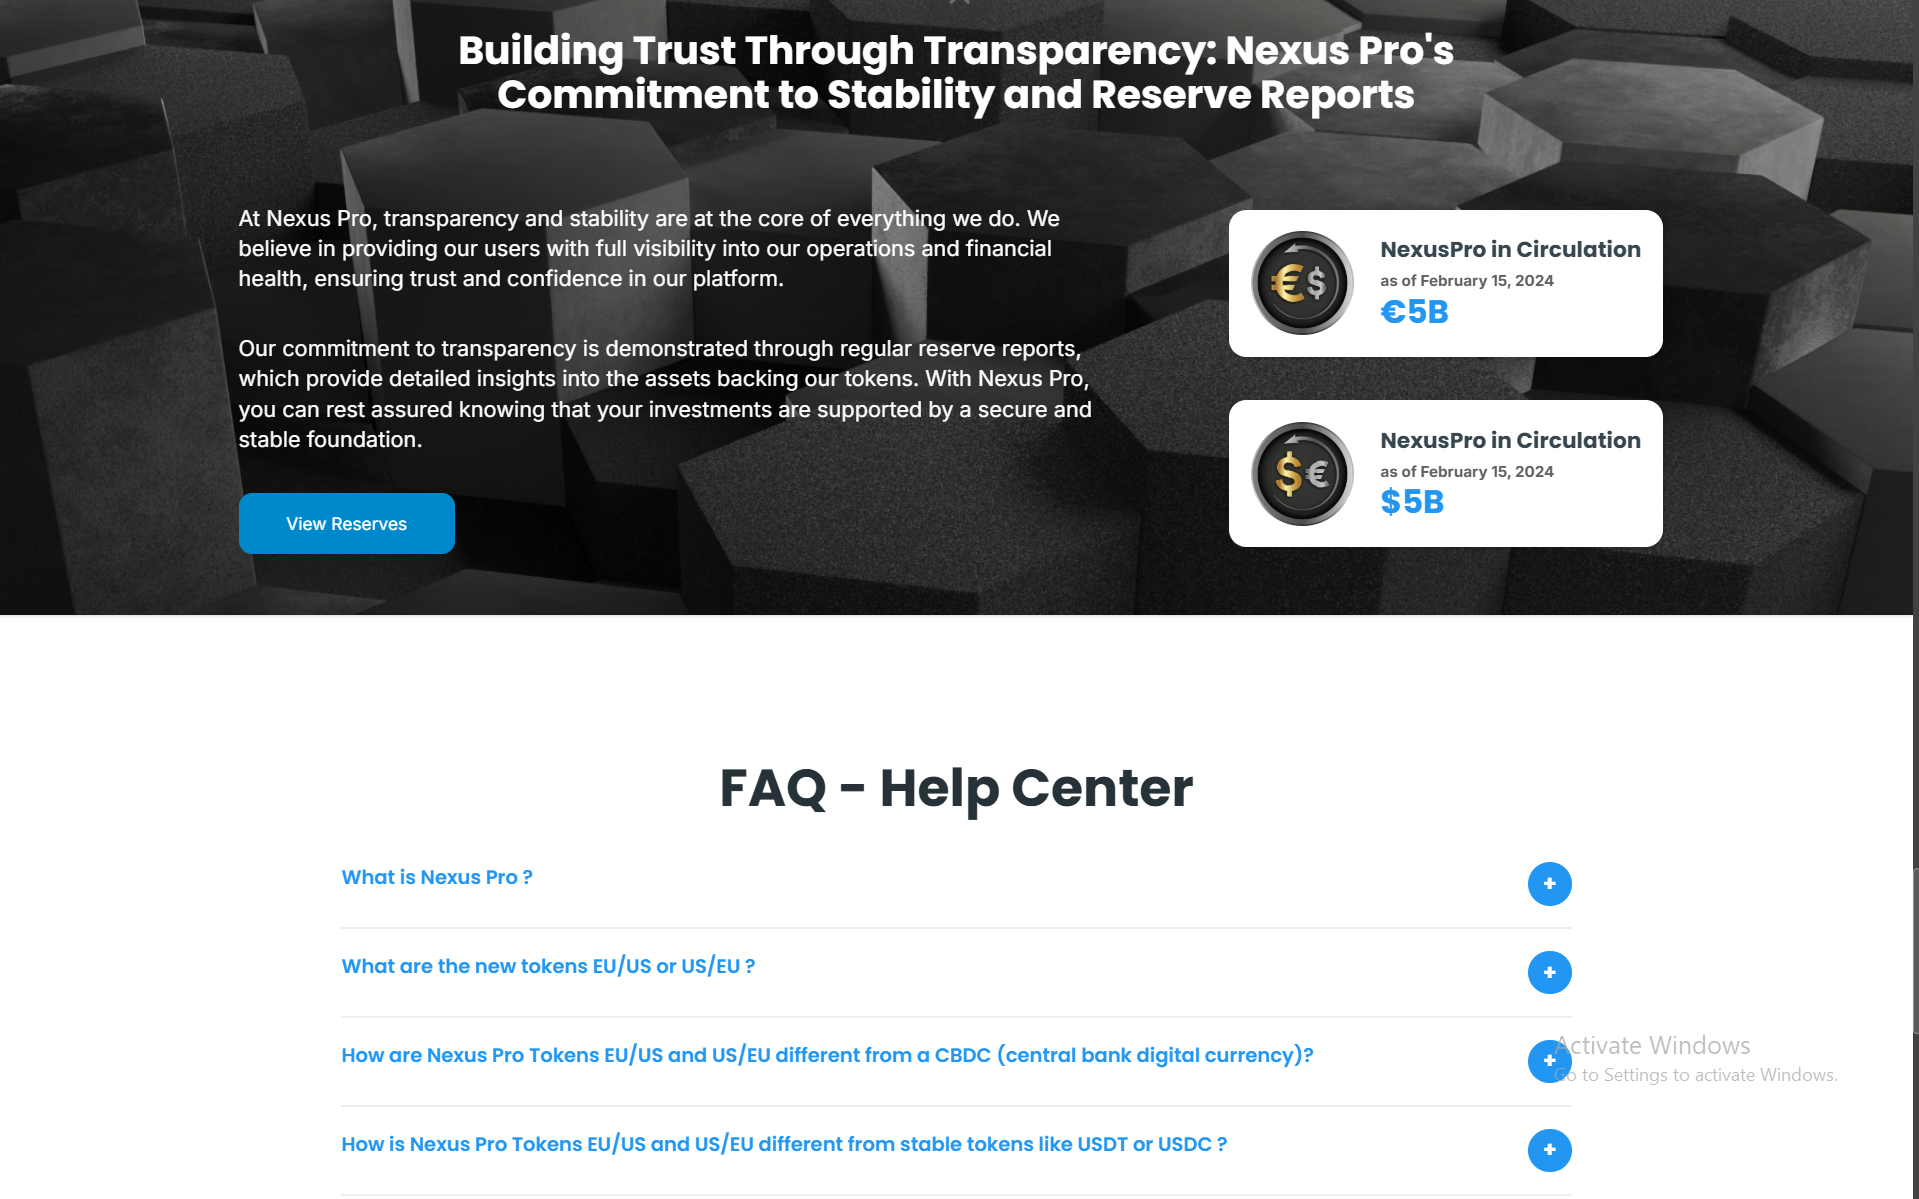 Building Trust Through Transparency: Nexus Pro's
Commitment to Stability and Reserve Reports
At Nexus Pro, transparency and stability are at the core of everything we do. We
believe in providing our users with full visibility into our operations and financial
health, ensuring trust and confidence in our platform.
Our commitment to transparency is demonstrated through regular reserve reports,
which provide detailed insights into the assets backing our tokens. With Nexus Pro,
you can rest assured knowing that your investments are supported by a secure and
stable foundation.
View Reserves
€$
NexusPro in Circulation
as of February 15, 2024
€5B
$€
NexusPro in Circulation
as of February 15, 2024
$5B
FAQ - Help Center
What is Nexus Pro ?
+
What are the new tokens EU/US or US/EU ?
+
How are Nexus Pro Tokens EU/US and US/EU different from a CBDC (central bank digital currency)?
+
Activate Windows
Go to Settings to activate Windows.
How is Nexus Pro Tokens EU/US and US/EU different from stable tokens like USDT or USDC ?
+